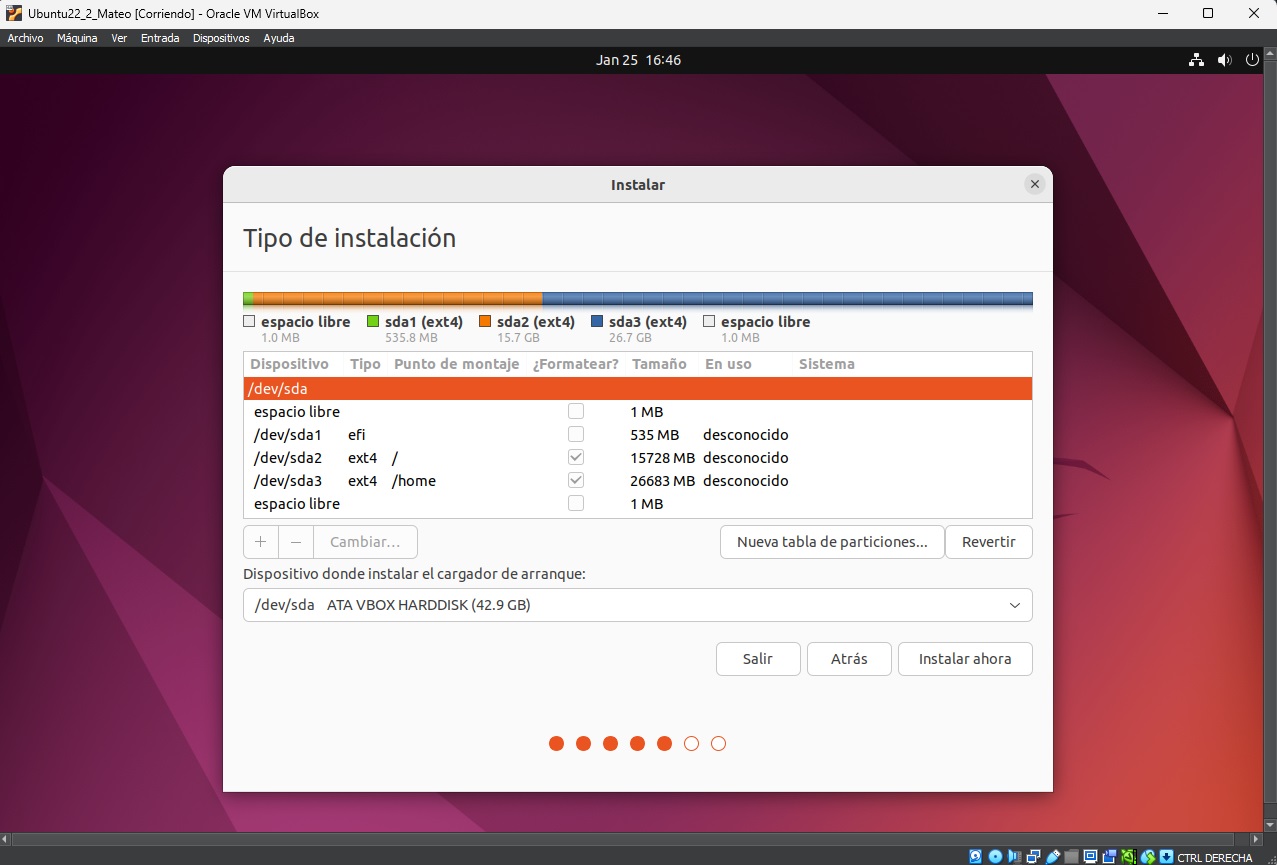 Ubuntu22_2_Mateo [Corriendo] - Oracle VM VirtualBox
Archivo Máquina Ver Entrada Dispositivos Ayuda
Jan 25 16:46
Instalar
Tipo de instalación
espacio libre sda1 (ext4) sda2 (ext4) sda3 (ext4) espacio libre
1.0 MB 535.8 MB 15.7 GB 26.7 GB 1.0 MB
Dispositivo Tipo Punto de montaje ¿Formatear? Tamaño En uso Sistema
/dev/sda
espacio libre 1 MB
/dev/sda1 efi 535 MB desconocido
/dev/sda2 ext4 / 15728 MB desconocido
/dev/sda3 ext4 /home 26683 MB desconocido
espacio libre 1 MB
+ – Cambiar... Nueva tabla de particiones... Revertir
Dispositivo donde instalar el cargador de arranque:
/dev/sda ATA VBOX HARDDISK (42.9 GB)
Salir Atrás Instalar ahora
CTRL DERECHA